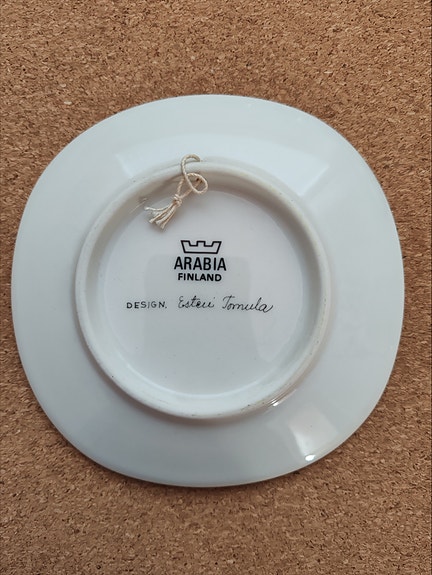 ARABIA
FINLAND
DESIGN. Esteri Tomula